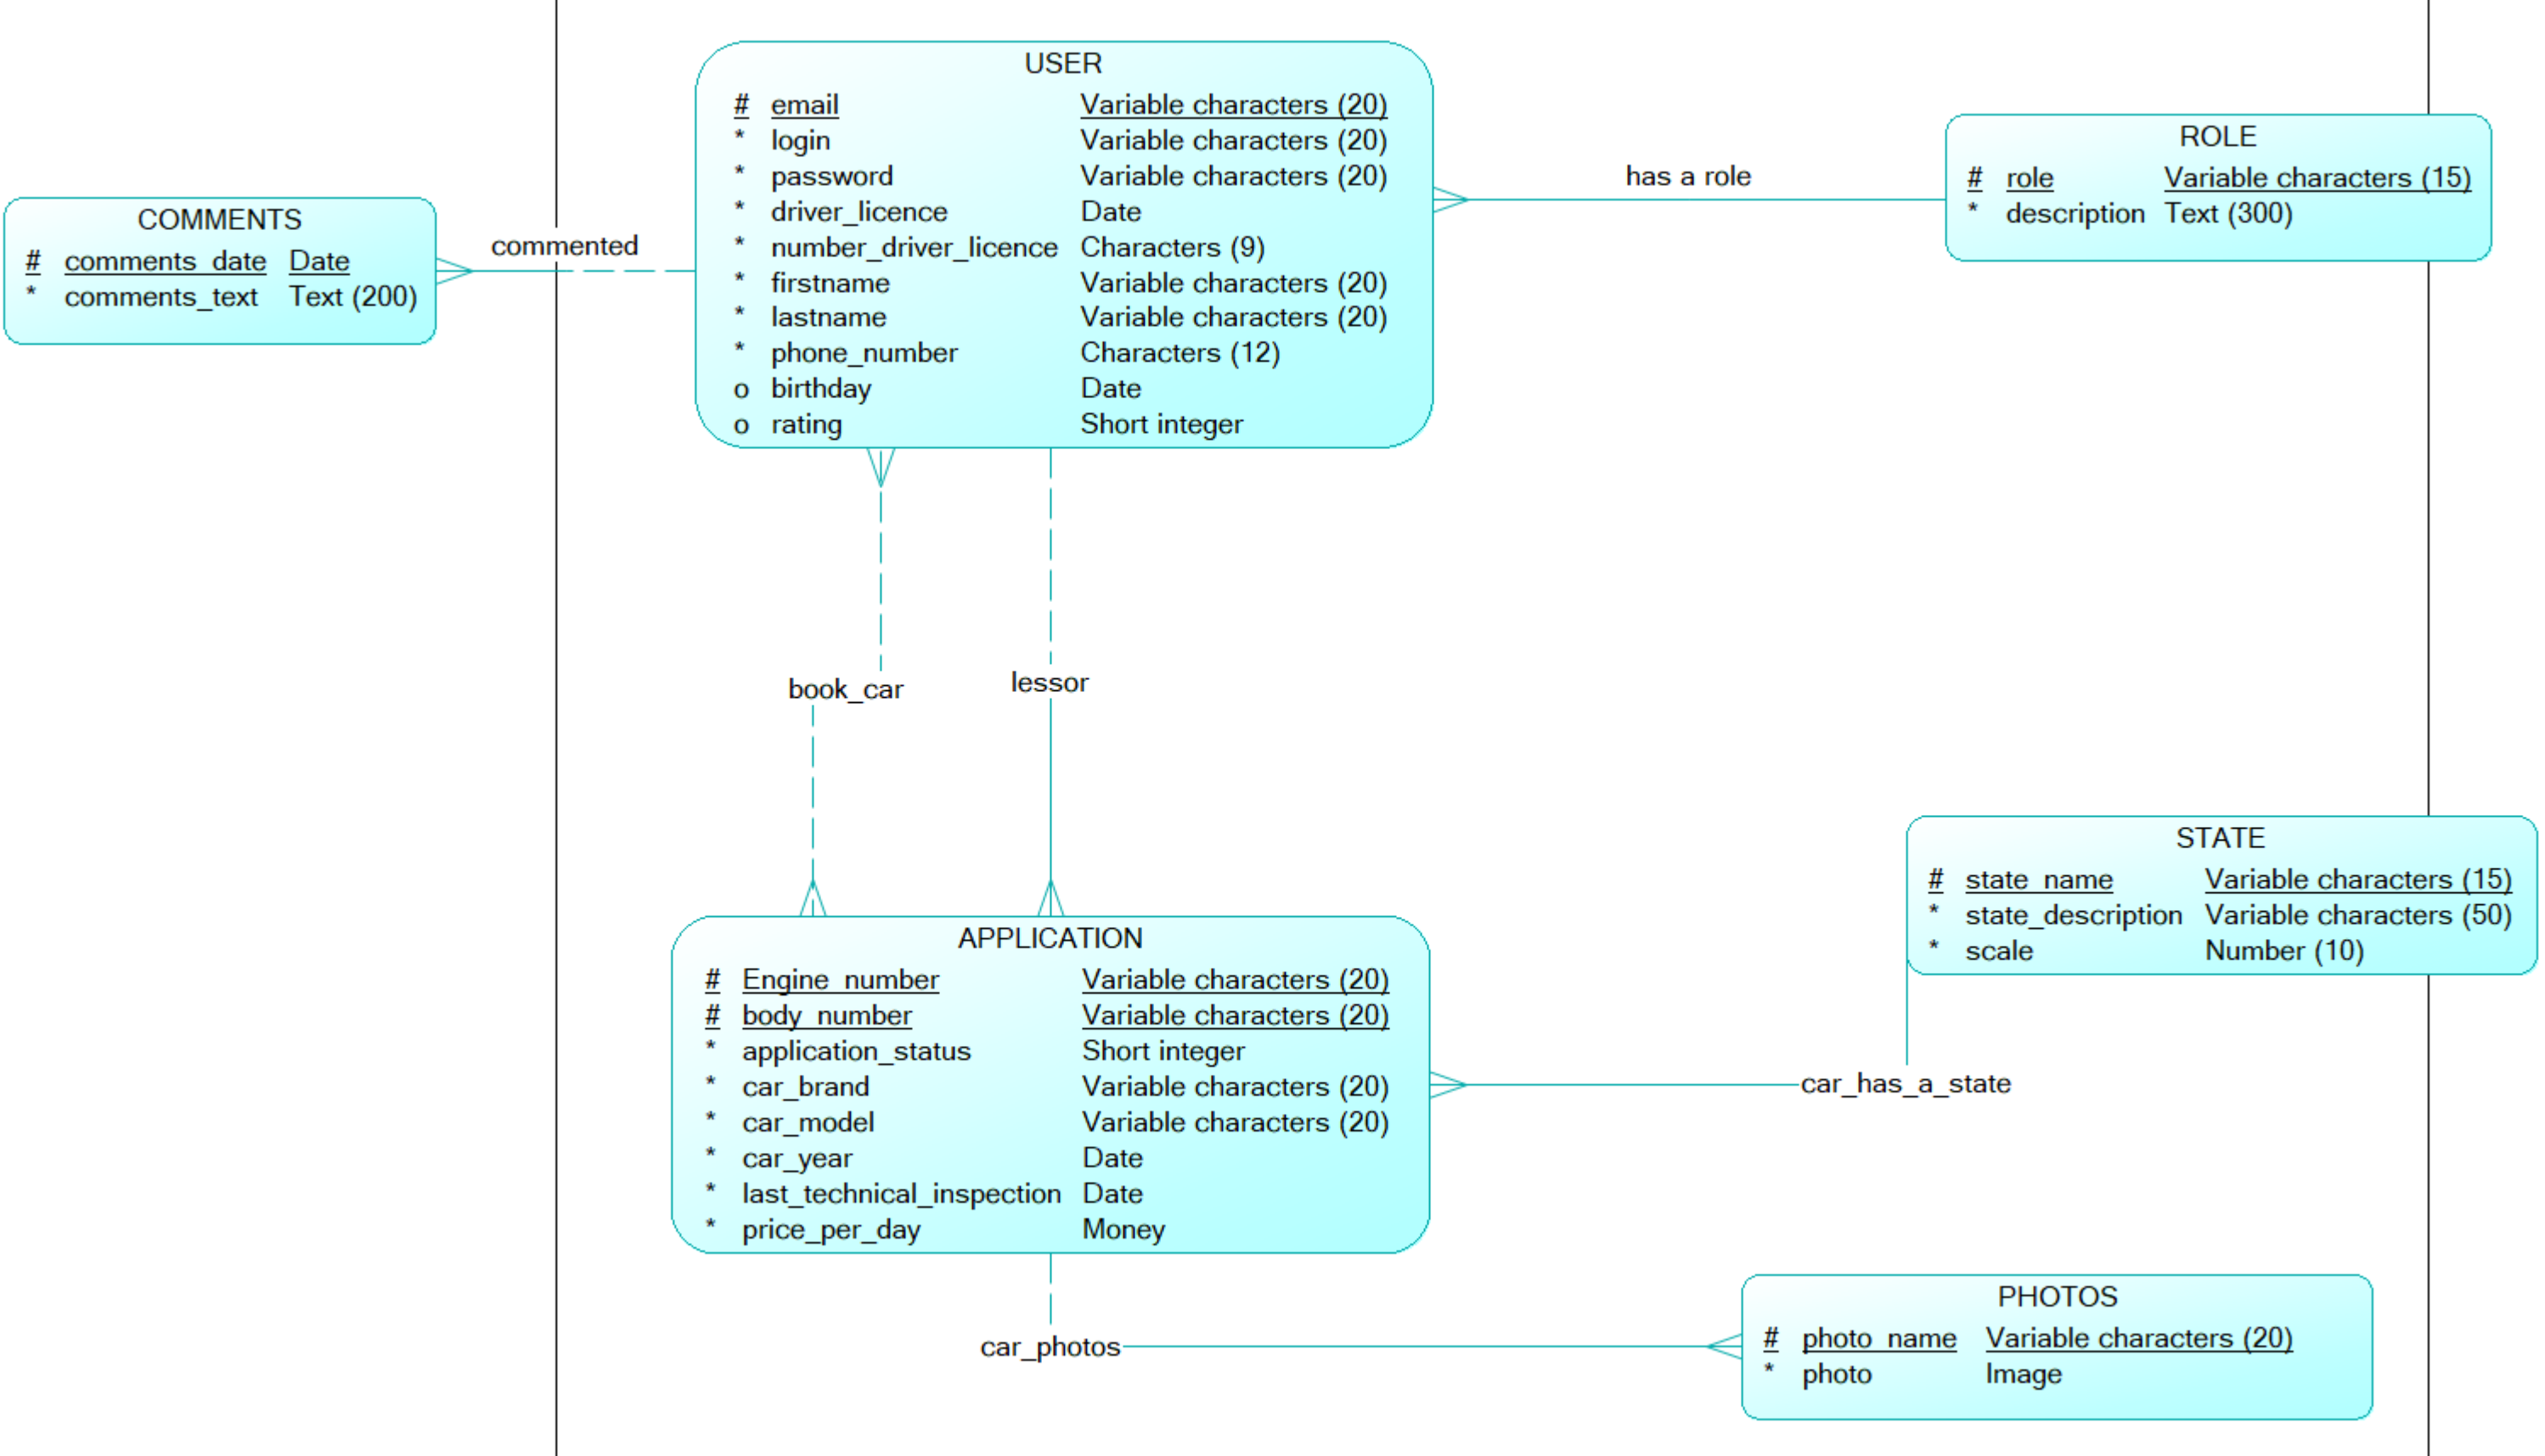 USER
# email Variable characters (20)
* login Variable characters (20)
* password Variable characters (20)
* driver_licence Date
* number_driver_licence Characters (9)
* firstname Variable characters (20)
* lastname Variable characters (20)
* phone_number Characters (12)
o birthday Date
o rating Short integer
has a role
ROLE
# role Variable characters (15)
* description Text (300)
COMMENTS
# comments_date Date
* comments_text Text (200)
commented
book_car
lessor
STATE
# state_name Variable characters (15)
* state_description Variable characters (50)
* scale Number (10)
APPLICATION
# Engine_number Variable characters (20)
# body_number Variable characters (20)
* application_status Short integer
* car_brand Variable characters (20)
* car_model Variable characters (20)
* car_year Date
* last_technical_inspection Date
* price_per_day Money
car_has_a_state
car_photos
PHOTOS
# photo_name Variable characters (20)
* photo Image